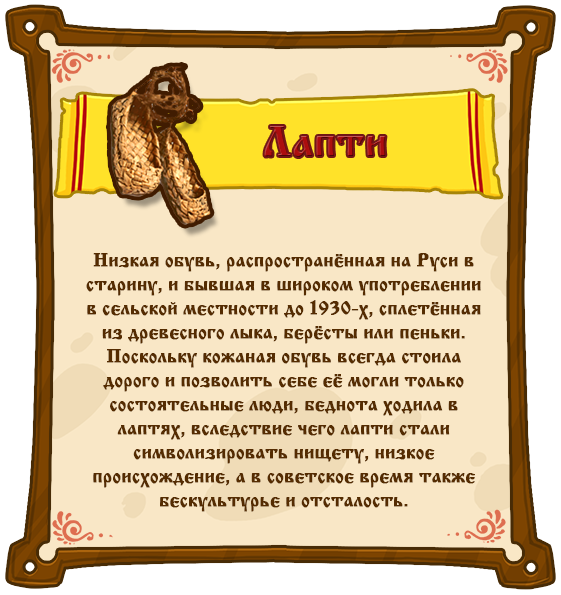 Лапти
Низкая обувь, распространённая на Руси в
старину, и бывшая в широком употреблении
в сельской местности до 1930-х, сплетённая
из древесного лыка, берёсты или пеньки.
Поскольку кожаная обувь всегда стоила
дорого и позволить себе её могли только
состоятельные люди, беднота ходила в
лаптях, вследствие чего лапти стали
символизировать нищету, низкое
происхождение, а в советское время также
бескультурье и отсталость.